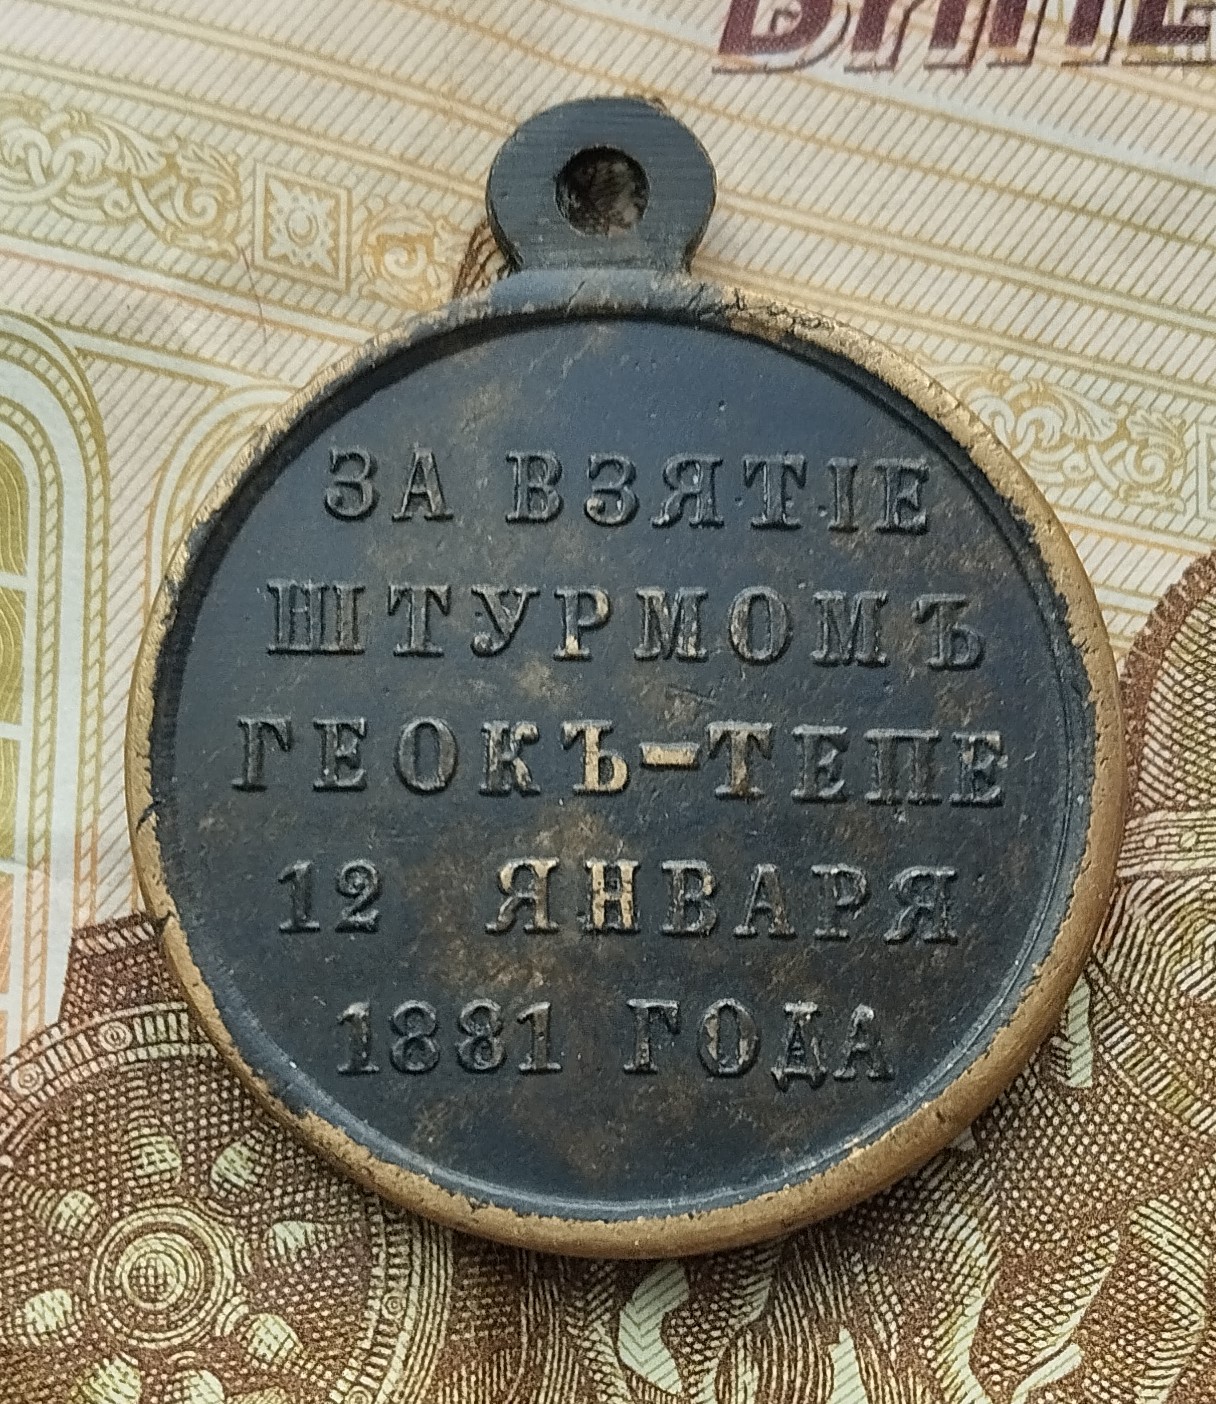 ЗА ВЗЯТІЕ
ШТУРМОМЪ
ГЕОКЪ-ТЕПЕ
12 ЯНВАРЯ
1881 ГОДА